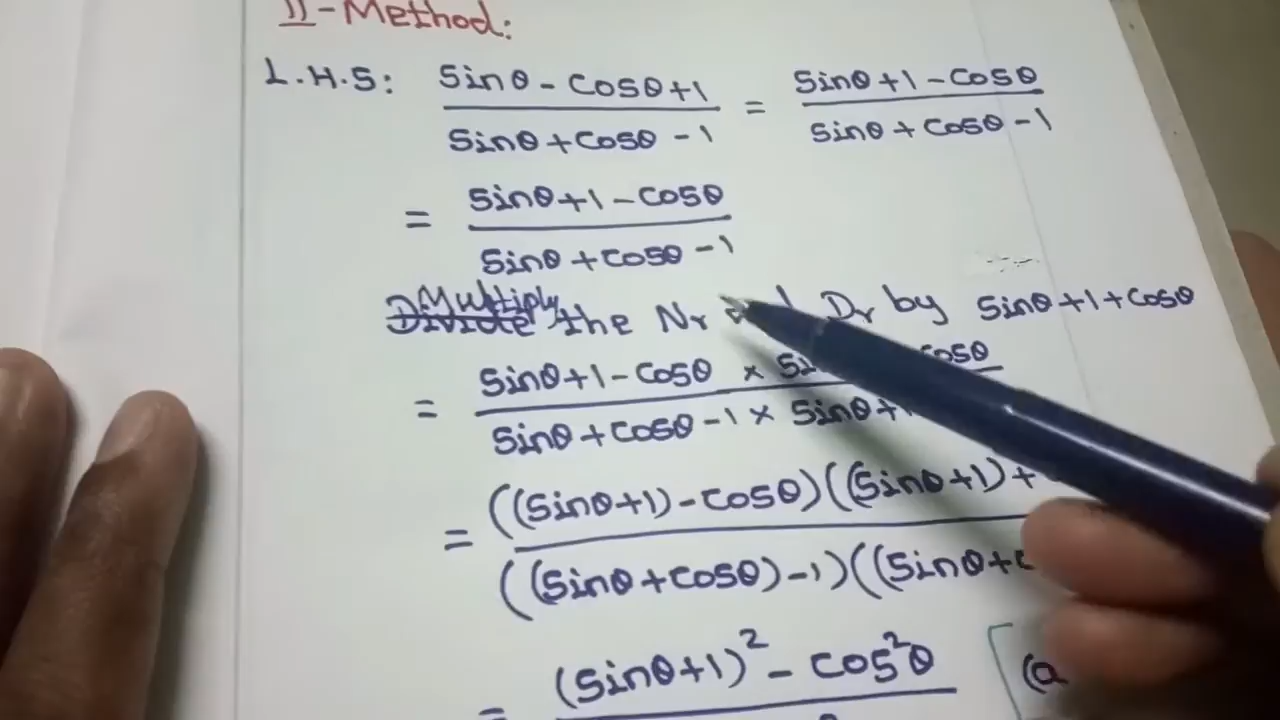 II-Method:
L.H.S: sinθ - cosθ+1 / sinθ+cosθ -1 = sinθ+1-cosθ / sinθ+cosθ-1
= sinθ+1-cosθ / sinθ+cosθ-1
Multiply
Divide the Nr Dr by sinθ+1+cosθ
= sinθ+1-cosθ × cosθ / sinθ+cosθ-1 × sinθ+
= ((sinθ+1)-cosθ)((sinθ+1)+ / ((sinθ+cosθ)-1)((sinθ+
= (sinθ+1)² - cos²θ [(a